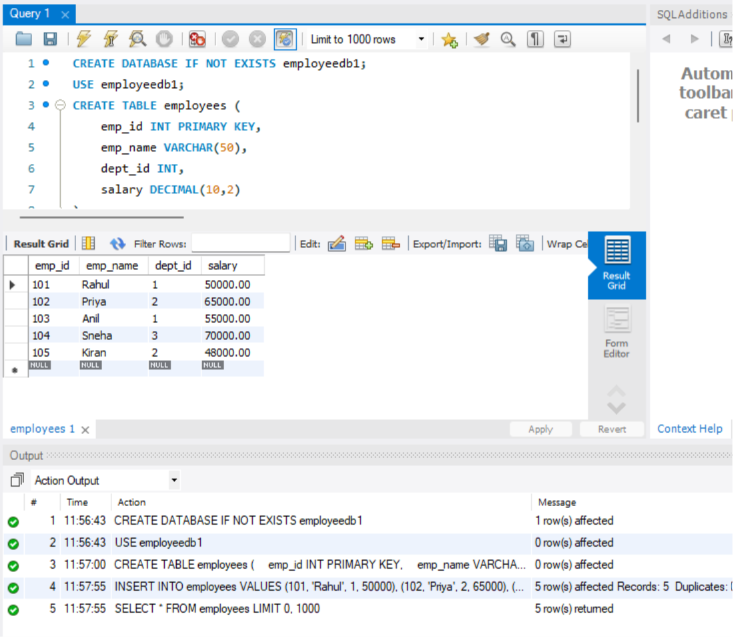 Query 1
SQLAdditions
Limit to 1000 rows
Autom
toolbar
caret
1 CREATE DATABASE IF NOT EXISTS employeedb1;
2 USE employeedb1;
3 CREATE TABLE employees (
4 emp_id INT PRIMARY KEY,
5 emp_name VARCHAR(50),
6 dept_id INT,
7 salary DECIMAL(10,2)
Result Grid Filter Rows: Edit: Export/Import: Wrap Ce
emp_id emp_name dept_id salary
101 Rahul 1 50000.00
102 Priya 2 65000.00
103 Anil 1 55000.00
104 Sneha 3 70000.00
105 Kiran 2 48000.00
NULL NULL NULL NULL
Result
Grid
Form
Editor
employees 1 Apply Revert Context Help
Output
Action Output
# Time Action Message
1 11:56:43 CREATE DATABASE IF NOT EXISTS employeedb1 1 row(s) affected
2 11:56:43 USE employeedb1 0 row(s) affected
3 11:57:00 CREATE TABLE employees ( emp_id INT PRIMARY KEY, emp_name VARCHA... 0 row(s) affected
4 11:57:55 INSERT INTO employees VALUES (101, 'Rahul', 1, 50000), (102, 'Priya', 2, 65000), (... 5 row(s) affected Records: 5 Duplicates:
5 11:57:55 SELECT * FROM employees LIMIT 0, 1000 5 row(s) returned